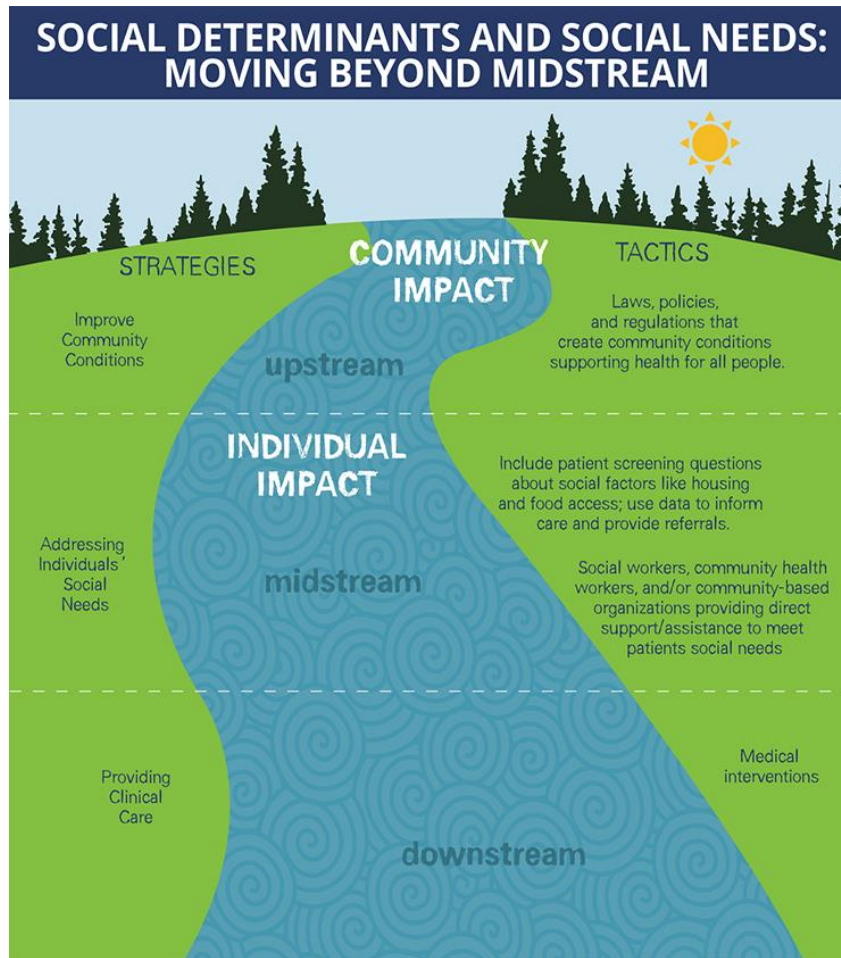 SOCIAL DETERMINANTS AND SOCIAL NEEDS:
MOVING BEYOND MIDSTREAM
STRATEGIES
COMMUNITY
IMPACT
TACTICS
Improve
Community
Conditions
upstream
Laws, policies,
and regulations that
create community conditions
supporting health for all people.
INDIVIDUAL
IMPACT
Addressing
Individuals'
Social
Needs
midstream
Include patient screening questions
about social factors like housing
and food access; use data to inform
care and provide referrals.
Social workers, community health
workers, and/or community-based
organizations providing direct
support/assistance to meet
patients social needs
Providing
Clinical
Care
downstream
Medical
interventions